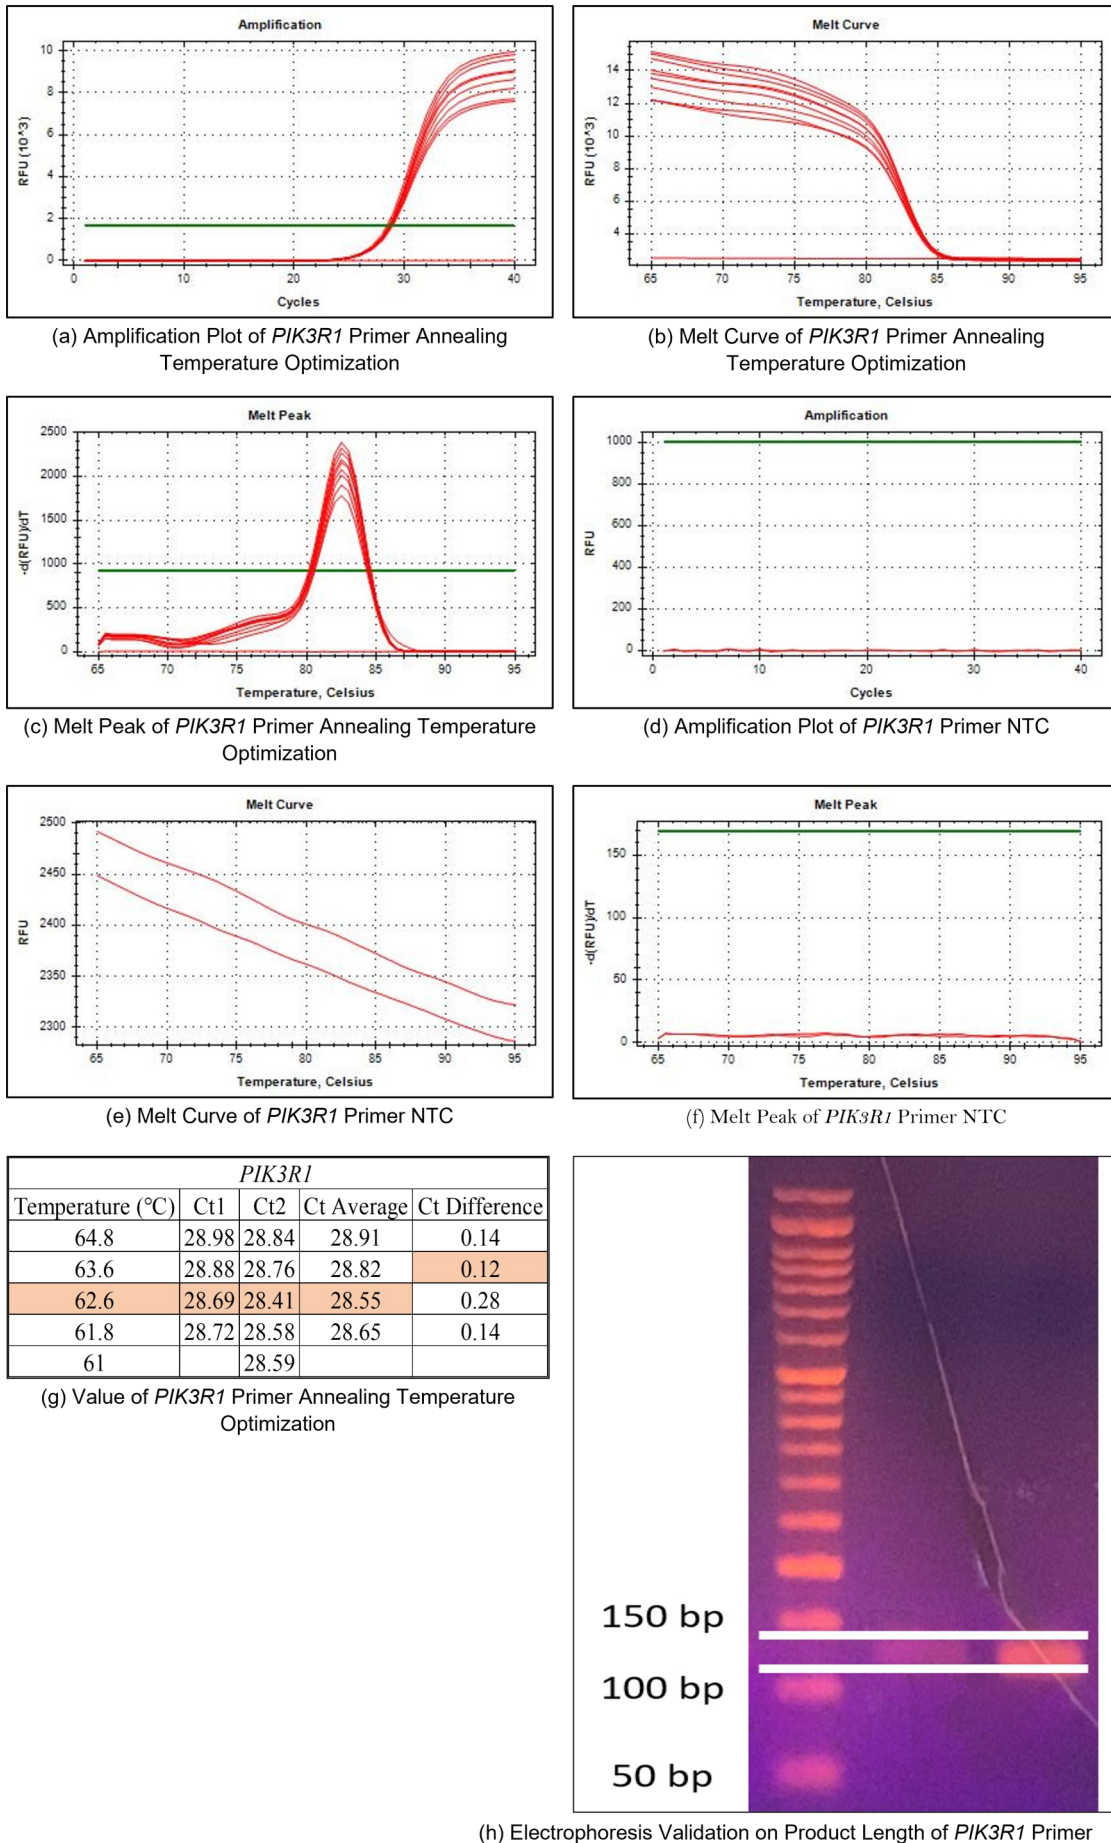 Amplification
RFU (10^3)
10
8
6
4
2
0
0
10
20
30
40
Cycles
(a) Amplification Plot of PIK3R1 Primer Annealing
Temperature Optimization
Melt Curve
RFU (10^3)
14
12
10
8
6
4
65
70
75
80
85
90
95
Temperature, Celsius
(b) Melt Curve of PIK3R1 Primer Annealing
Temperature Optimization
Melt Peak
-d(RFU)/dT
2500
2000
1500
1000
500
0
65
70
75
80
85
90
95
Temperature, Celsius
(c) Melt Peak of PIK3R1 Primer Annealing Temperature
Optimization
Amplification
RFU
1000
800
600
400
200
0
0
10
20
30
40
Cycles
(d) Amplification Plot of PIK3R1 Primer NTC
Melt Curve
RFU
2500
2450
2400
2350
2300
65
70
75
80
85
90
95
Temperature, Celsius
(e) Melt Curve of PIK3R1 Primer NTC
Melt Peak
-d(RFU)/dT
150
100
50
0
65
70
75
80
85
90
95
Temperature, Celsius
(f) Melt Peak of PIK3R1 Primer NTC
PIK3R1
Temperature (°C) Ct1 Ct2 Ct Average Ct Difference
64.8 28.98 28.84 28.91 0.14
63.6 28.88 28.76 28.82 0.12
62.6 28.69 28.41 28.55 0.28
61.8 28.72 28.58 28.65 0.14
61 28.59
(g) Value of PIK3R1 Primer Annealing Temperature
Optimization
150 bp
100 bp
50 bp
(h) Electrophoresis Validation on Product Length of PIK3R1 Primer